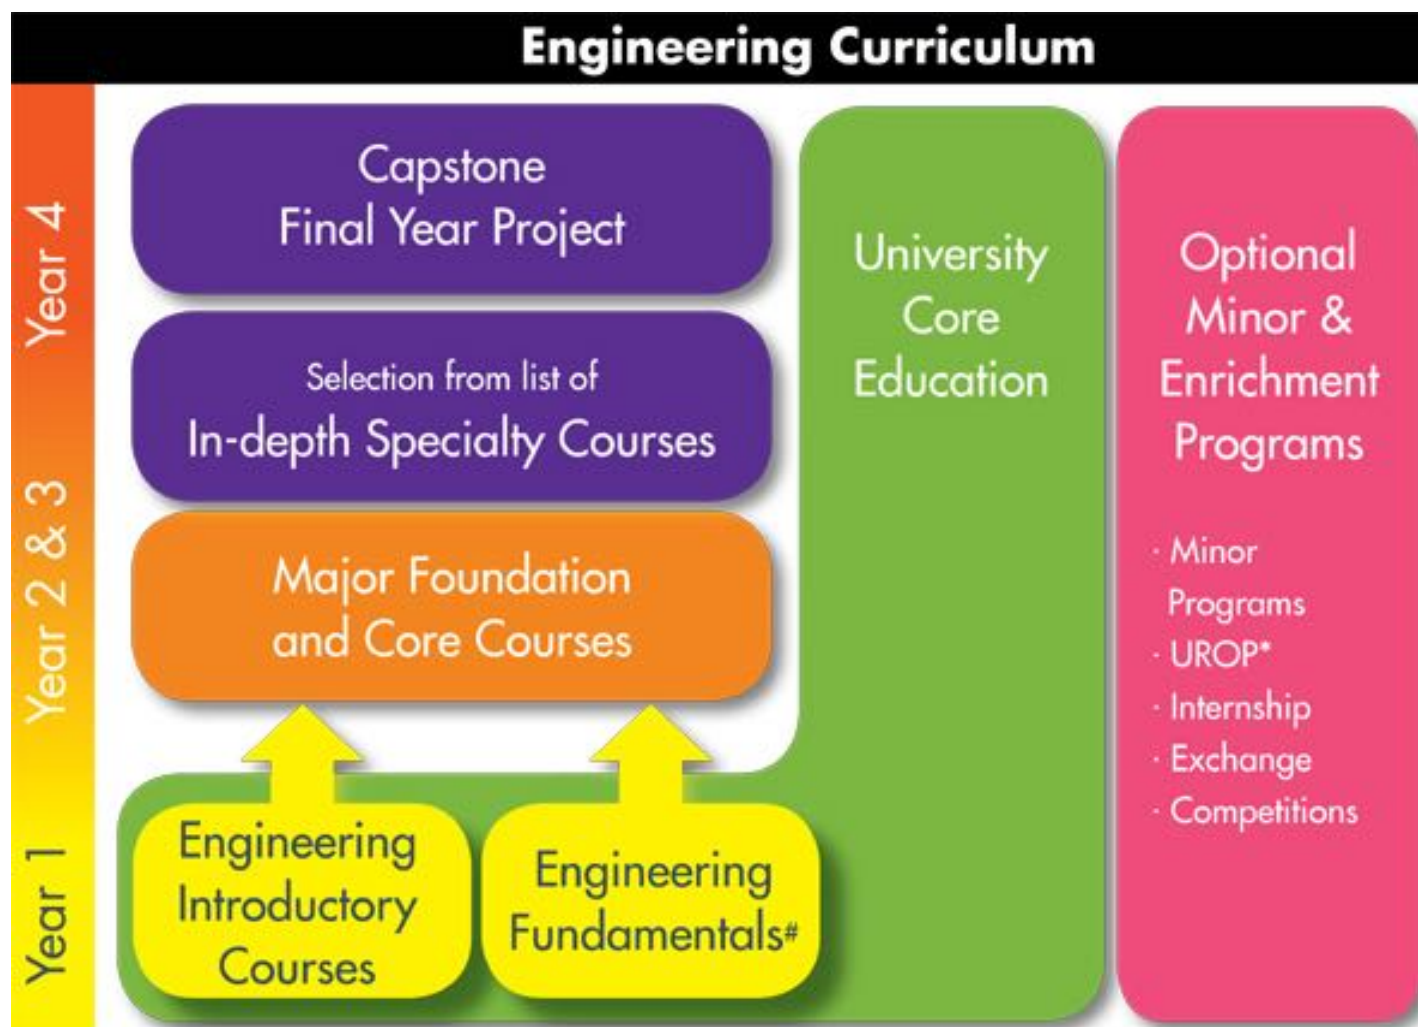 Engineering Curriculum
Year 4
Year 2 & 3
Year 1
Capstone
Final Year Project
Selection from list of
In-depth Specialty Courses
Major Foundation
and Core Courses
Engineering
Introductory
Courses
Engineering
Fundamentals#
University
Core
Education
Optional
Minor &
Enrichment
Programs
· Minor
Programs
· UROP*
· Internship
· Exchange
· Competitions